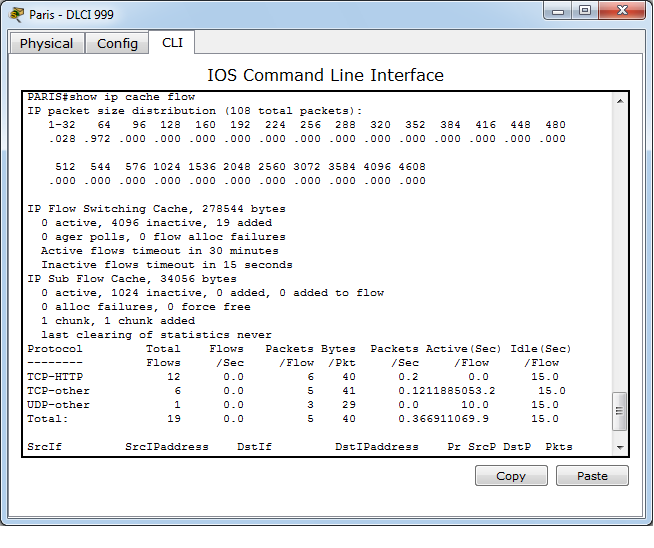 Paris - DLCI 999
Physical Config CLI
IOS Command Line Interface
PARIS#show ip cache flow
IP packet size distribution (108 total packets):
   1-32   64   96  128  160  192  224  256  288  320  352  384  416  448  480
   .028 .972 .000 .000 .000 .000 .000 .000 .000 .000 .000 .000 .000 .000 .000

    512  544  576 1024 1536 2048 2560 3072 3584 4096 4608
   .000 .000 .000 .000 .000 .000 .000 .000 .000 .000 .000

IP Flow Switching Cache, 278544 bytes
  0 active, 4096 inactive, 19 added
  0 ager polls, 0 flow alloc failures
  Active flows timeout in 30 minutes
  Inactive flows timeout in 15 seconds
IP Sub Flow Cache, 34056 bytes
  0 active, 1024 inactive, 0 added, 0 added to flow
  0 alloc failures, 0 force free
  1 chunk, 1 chunk added
  last clearing of statistics never
Protocol         Total    Flows   Packets Bytes  Packets Active(Sec) Idle(Sec)
--------         Flows     /Sec     /Flow  /Pkt     /Sec     /Flow     /Flow
TCP-HTTP           12      0.0         6    40      0.2       0.0      15.0
TCP-other           6      0.0         5    41      0.1211885053.2      15.0
UDP-other           1      0.0         3    29      0.0      10.0      15.0
Total:             19      0.0         5    40      0.366911069.9      15.0

SrcIf         SrcIPaddress    DstIf         DstIPaddress    Pr SrcP DstP  Pkts
Copy Paste